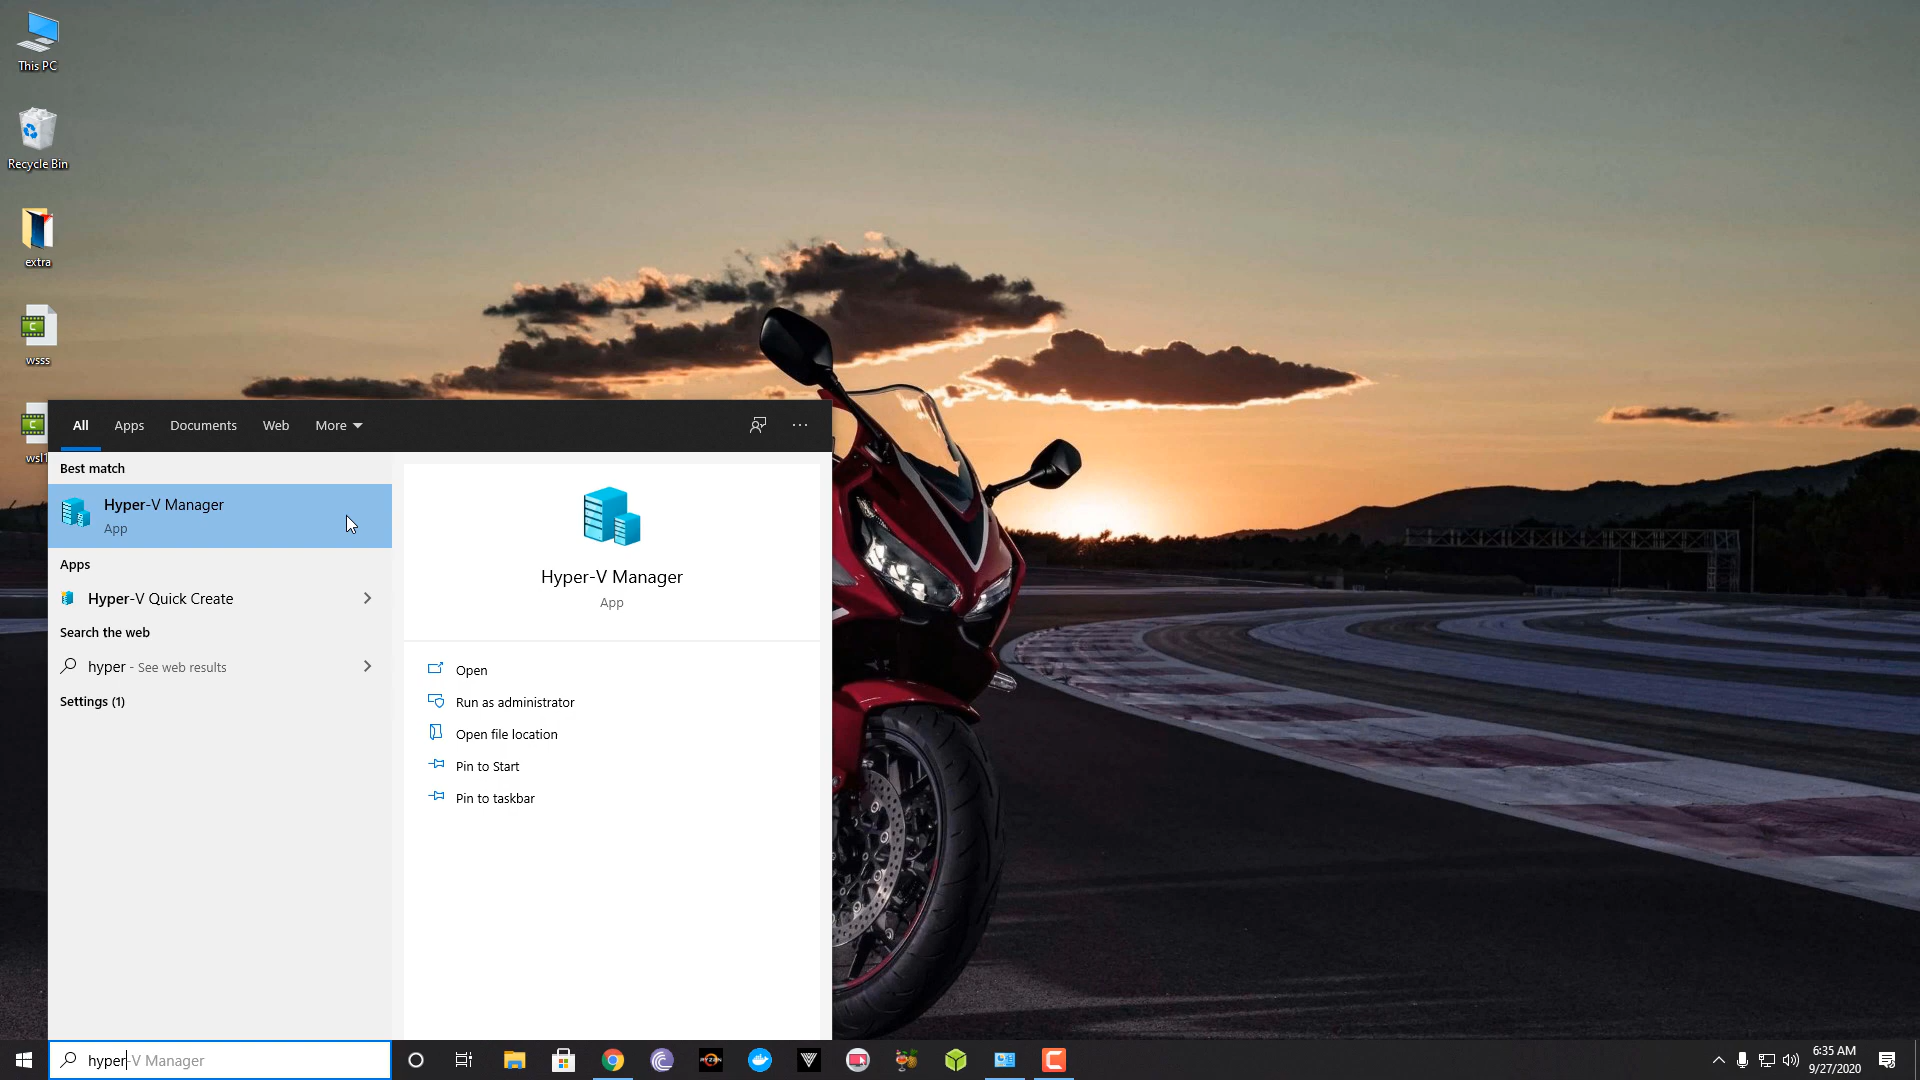 This PC
Recycle Bin
extra
wsss
wsl1
All Apps Documents Web More
Best match
Hyper-V Manager
App
Apps
Hyper-V Quick Create
Search the web
hyper - See web results
Settings (1)
Hyper-V Manager
App
Open
Run as administrator
Open file location
Pin to Start
Pin to taskbar
hyper-V Manager
RYZEN
6:35 AM
9/27/2020